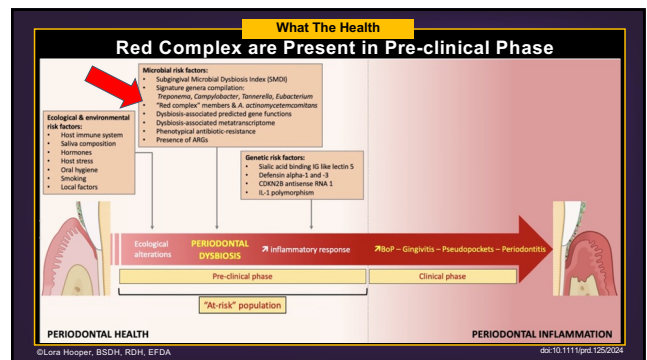 What The Health
Red Complex are Present in Pre-clinical Phase
Microbial risk factors:
• Subgingival Microbial Dysbiosis Index (SMDI)
• Signature genera compilation:
Treponema, Campylobacter, Tannerella, Eubacterium
• "Red complex" members & A. actinomycetemcomitans
• Dysbiosis-associated predicted gene functions
• Dysbiosis-associated metatranscriptome
• Phenotypical antibiotic-resistance
• Presence of ARGs
Ecological & environmental
risk factors:
• Host immune system
• Saliva composition
• Hormones
• Host stress
• Oral hygiene
• Smoking
• Local factors
Genetic risk factors:
• Sialic acid binding IG like lectin 5
• Defensin alpha-1 and -3
• CDKN2B antisense RNA 1
• IL-1 polymorphism
Ecological
alterations
PERIODONTAL
DYSBIOSIS
↗ Inflammatory response
↗BoP – Gingivitis – Pseudopockets – Periodontitis
Pre-clinical phase
Clinical phase
"At-risk" population
PERIODONTAL HEALTH
PERIODONTAL INFLAMMATION
©Lora Hooper, BSDH, RDH, EFDA
doi:10.1111/prd.125/2024